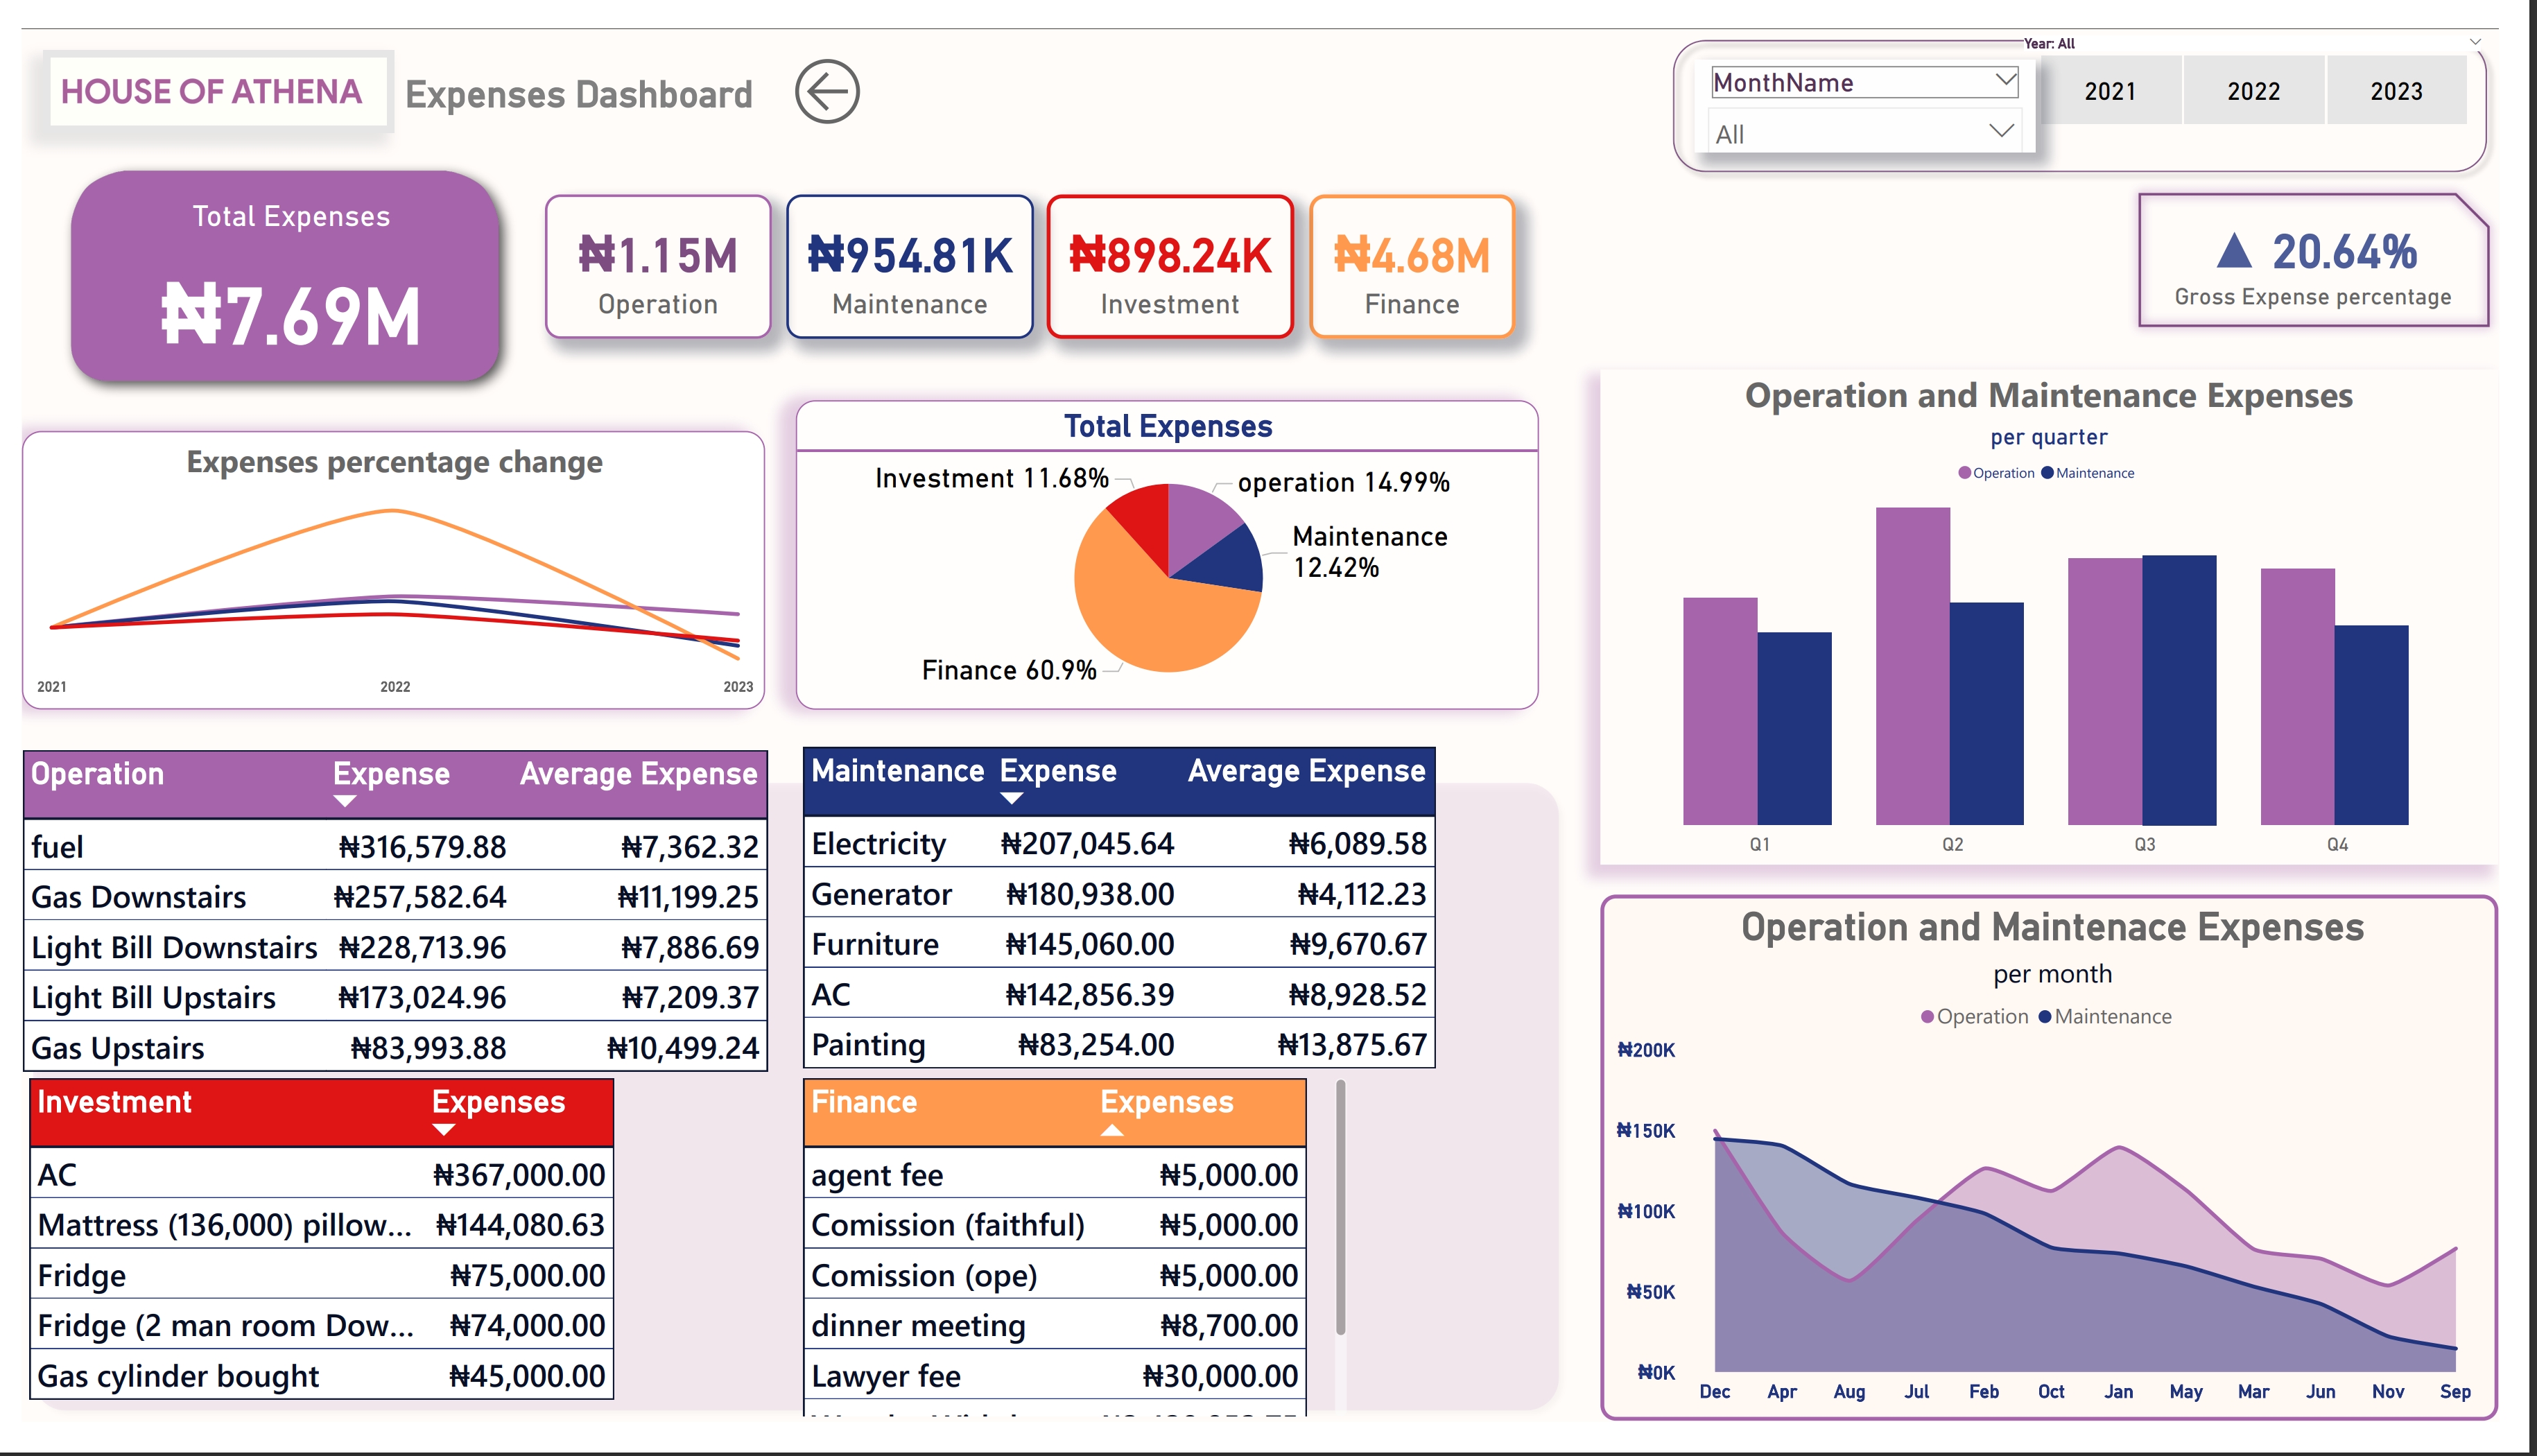 Year: All
HOUSE OF ATHENA
Expenses Dashboard
MonthName
All
2021
2022
2023
Total Expenses
₦7.69M
₦1.15M
Operation
₦954.81K
Maintenance
₦898.24K
Investment
₦4.68M
Finance
▲ 20.64%
Gross Expense percentage
Expenses percentage change
2021
2022
2023
Total Expenses
Investment 11.68%
operation 14.99%
Maintenance
12.42%
Finance 60.9%
Operation and Maintenance Expenses
per quarter
Operation Maintenance
Q1
Q2
Q3
Q4
Operation Expense Average Expense
fuel ₦316,579.88 ₦7,362.32
Gas Downstairs ₦257,582.64 ₦11,199.25
Light Bill Downstairs ₦228,713.96 ₦7,886.69
Light Bill Upstairs ₦173,024.96 ₦7,209.37
Gas Upstairs ₦83,993.88 ₦10,499.24
Maintenance Expense Average Expense
Electricity ₦207,045.64 ₦6,089.58
Generator ₦180,938.00 ₦4,112.23
Furniture ₦145,060.00 ₦9,670.67
AC ₦142,856.39 ₦8,928.52
Painting ₦83,254.00 ₦13,875.67
Investment Expenses
AC ₦367,000.00
Mattress (136,000) pillow... ₦144,080.63
Fridge ₦75,000.00
Fridge (2 man room Dow... ₦74,000.00
Gas cylinder bought ₦45,000.00
Finance Expenses
agent fee ₦5,000.00
Comission (faithful) ₦5,000.00
Comission (ope) ₦5,000.00
dinner meeting ₦8,700.00
Lawyer fee ₦30,000.00
Operation and Maintenace Expenses
per month
Operation Maintenance
₦200K
₦150K
₦100K
₦50K
₦0K
Dec Apr Aug Jul Feb Oct Jan May Mar Jun Nov Sep